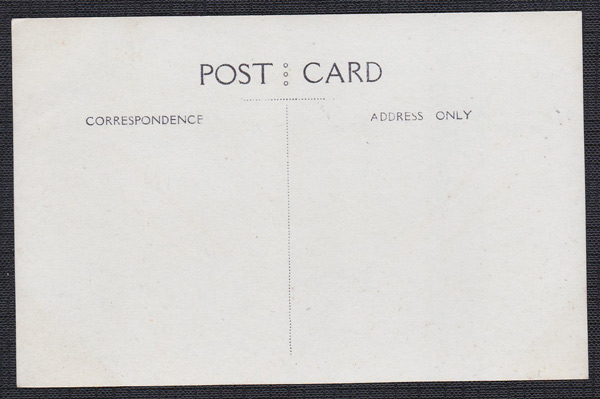 POST CARD
CORRESPONDENCE
ADDRESS ONLY